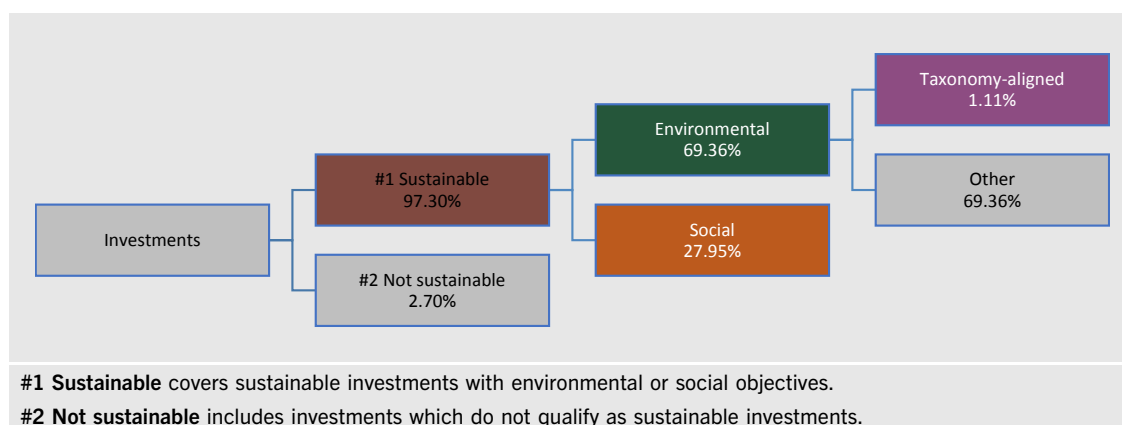 Investments
#1 Sustainable
97.30%
#2 Not sustainable
2.70%
Environmental
69.36%
Social
27.95%
Taxonomy-aligned
1.11%
Other
69.36%
#1 Sustainable covers sustainable investments with environmental or social objectives.
#2 Not sustainable includes investments which do not qualify as sustainable investments.